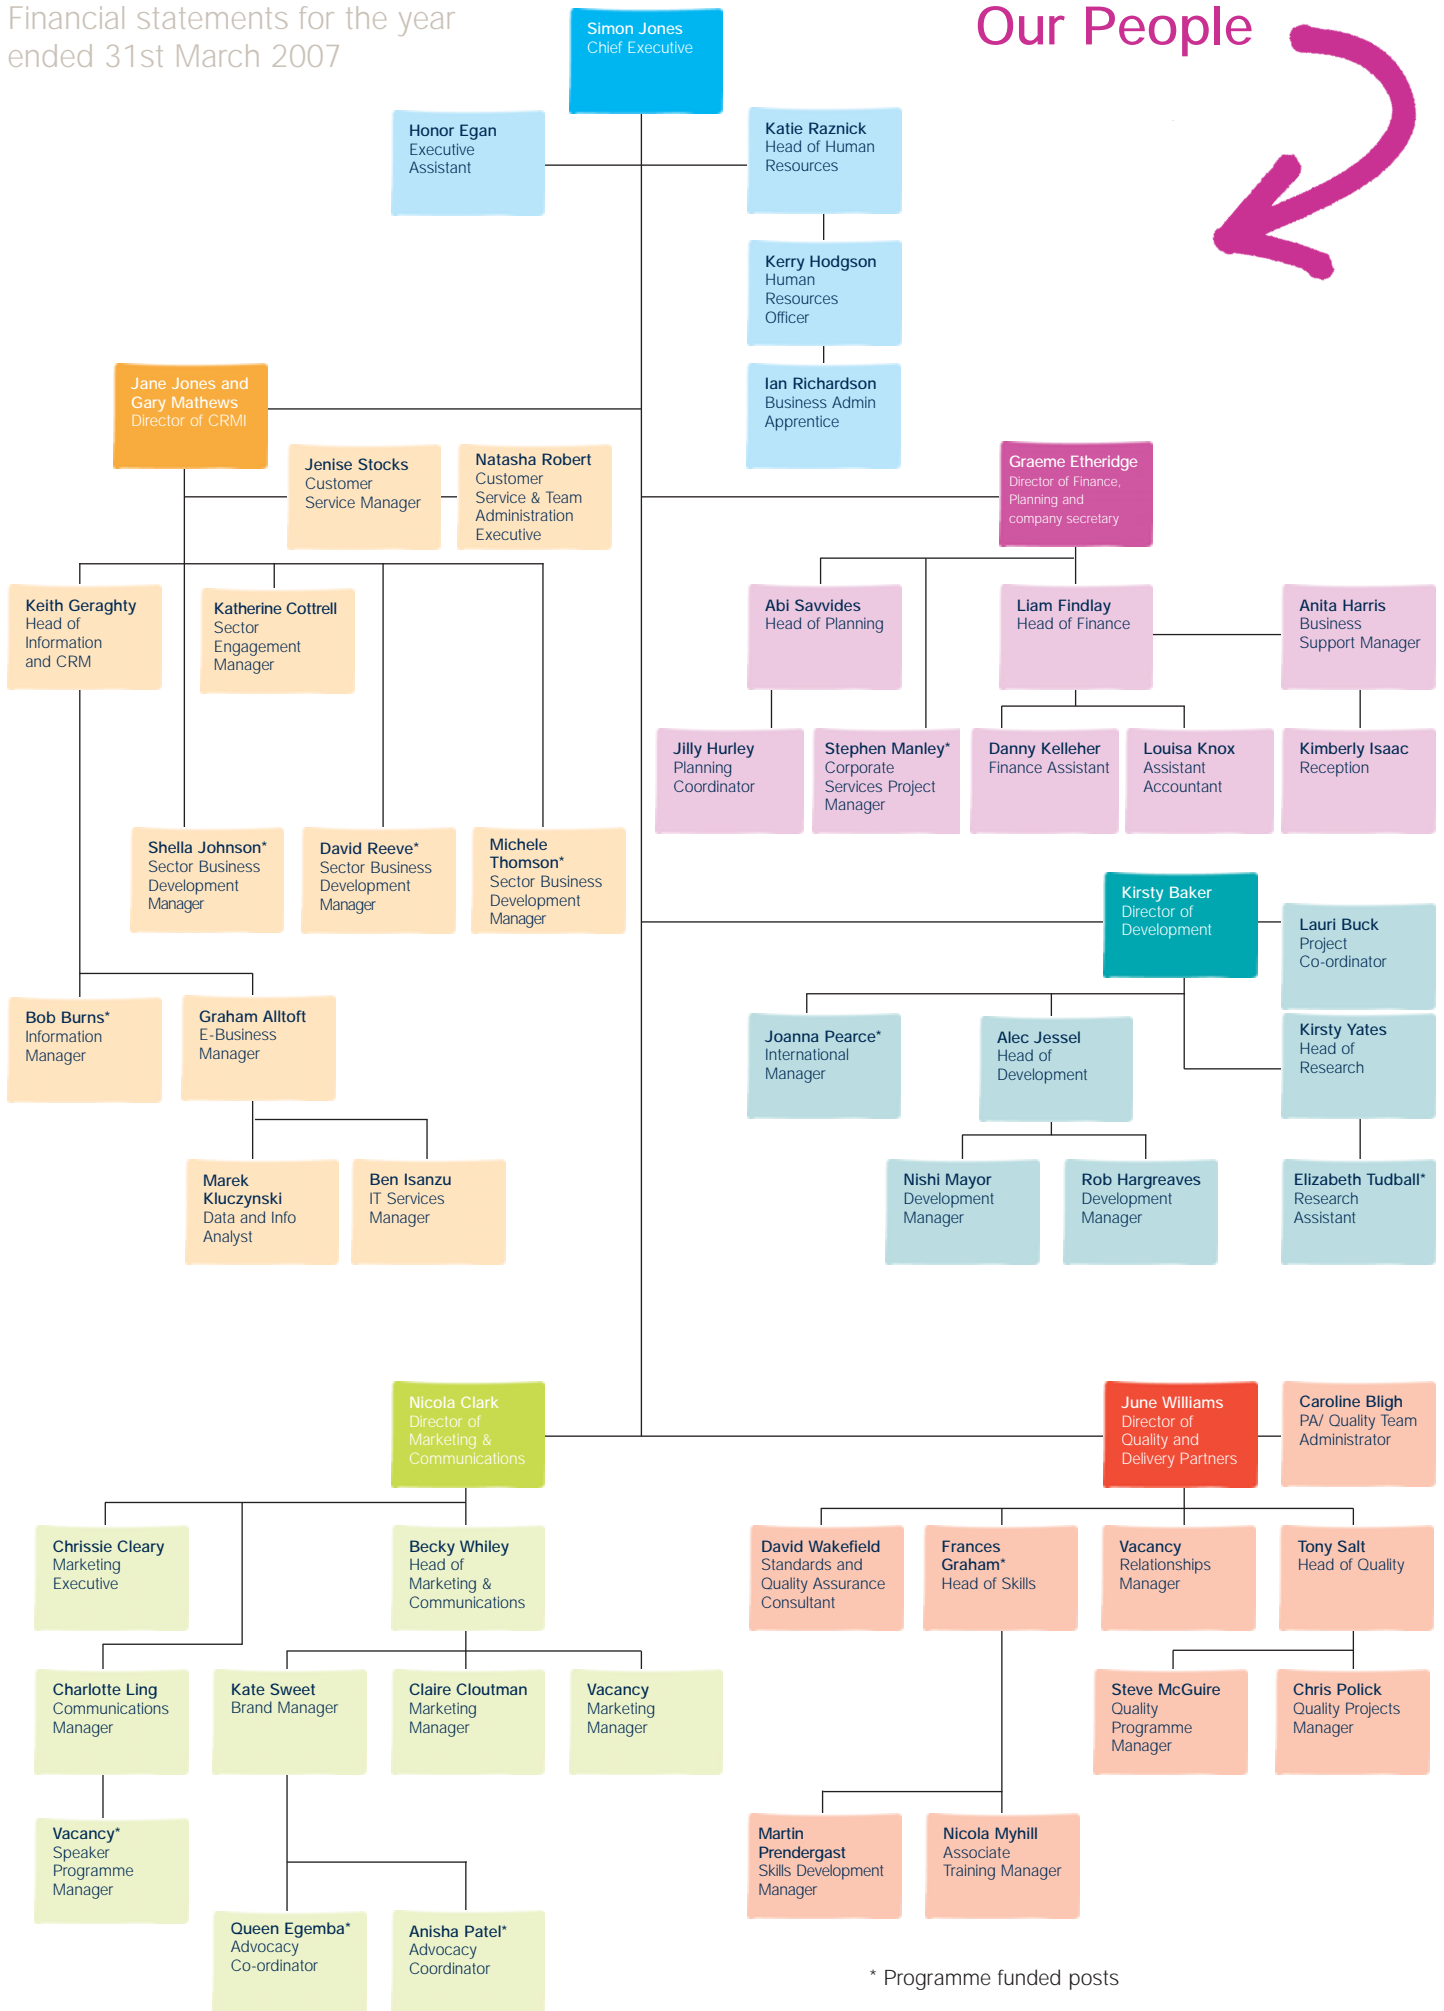 Financial statements for the year
ended 31st March 2007
Our People
Simon Jones
Chief Executive
Honor Egan
Executive
Assistant
Katie Raznick
Head of Human
Resources
Kerry Hodgson
Human
Resources
Officer
Ian Richardson
Business Admin
Apprentice
Jane Jones and
Gary Mathews
Director of CRMI
Jenise Stocks
Customer
Service Manager
Natasha Robert
Customer
Service & Team
Administration
Executive
Graeme Etheridge
Director of Finance,
Planning and
company secretary
Keith Geraghty
Head of
Information
and CRM
Katherine Cottrell
Sector
Engagement
Manager
Abi Savvides
Head of Planning
Liam Findlay
Head of Finance
Anita Harris
Business
Support Manager
Jilly Hurley
Planning
Coordinator
Stephen Manley*
Corporate
Services Project
Manager
Danny Kelleher
Finance Assistant
Louisa Knox
Assistant
Accountant
Kimberly Isaac
Reception
Shella Johnson*
Sector Business
Development
Manager
David Reeve*
Sector Business
Development
Manager
Michele
Thomson*
Sector Business
Development
Manager
Kirsty Baker
Director of
Development
Lauri Buck
Project
Co-ordinator
Bob Burns*
Information
Manager
Graham Alltoft
E-Business
Manager
Joanna Pearce*
International
Manager
Alec Jessel
Head of
Development
Kirsty Yates
Head of
Research
Marek
Kluczynski
Data and Info
Analyst
Ben Isanzu
IT Services
Manager
Nishi Mayor
Development
Manager
Rob Hargreaves
Development
Manager
Elizabeth Tudball*
Research
Assistant
Nicola Clark
Director of
Marketing &
Communications
June Williams
Director of
Quality and
Delivery Partners
Caroline Bligh
PA/ Quality Team
Administrator
Chrissie Cleary
Marketing
Executive
Becky Whiley
Head of
Marketing &
Communications
David Wakefield
Standards and
Quality Assurance
Consultant
Frances
Graham*
Head of Skills
Vacancy
Relationships
Manager
Tony Salt
Head of Quality
Charlotte Ling
Communications
Manager
Kate Sweet
Brand Manager
Claire Cloutman
Marketing
Manager
Vacancy
Marketing
Manager
Steve McGuire
Quality
Programme
Manager
Chris Polick
Quality Projects
Manager
Vacancy*
Speaker
Programme
Manager
Martin
Prendergast
Skills Development
Manager
Nicola Myhill
Associate
Training Manager
Queen Egemba*
Advocacy
Co-ordinator
Anisha Patel*
Advocacy
Coordinator
* Programme funded posts